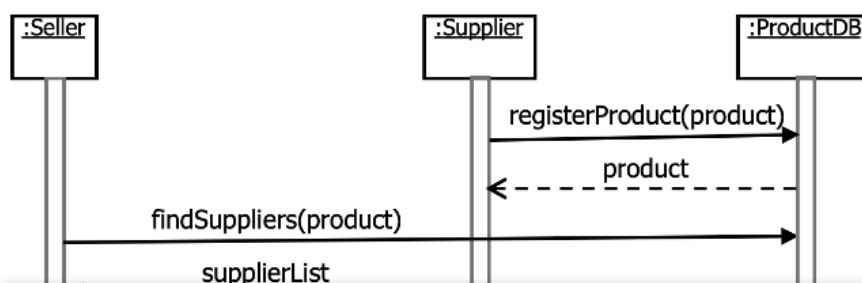 :Seller
:Supplier
:ProductDB
registerProduct(product)
product
findSuppliers(product)
supplierList